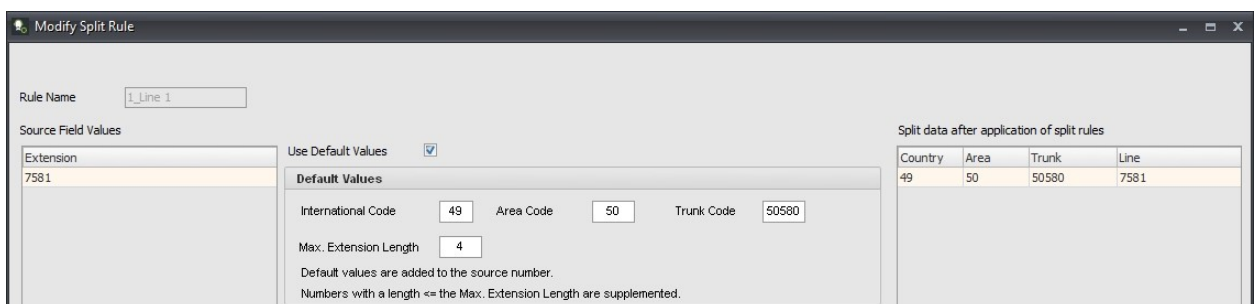 Modify Split Rule
Rule Name 1_Line 1
Source Field Values
Extension
7581
Use Default Values
Default Values
International Code 49 Area Code 50 Trunk Code 50580
Max. Extension Length 4
Default values are added to the source number.
Numbers with a length <= the Max. Extension Length are supplemented.
Split data after application of split rules
Country Area Trunk Line
49 50 50580 7581